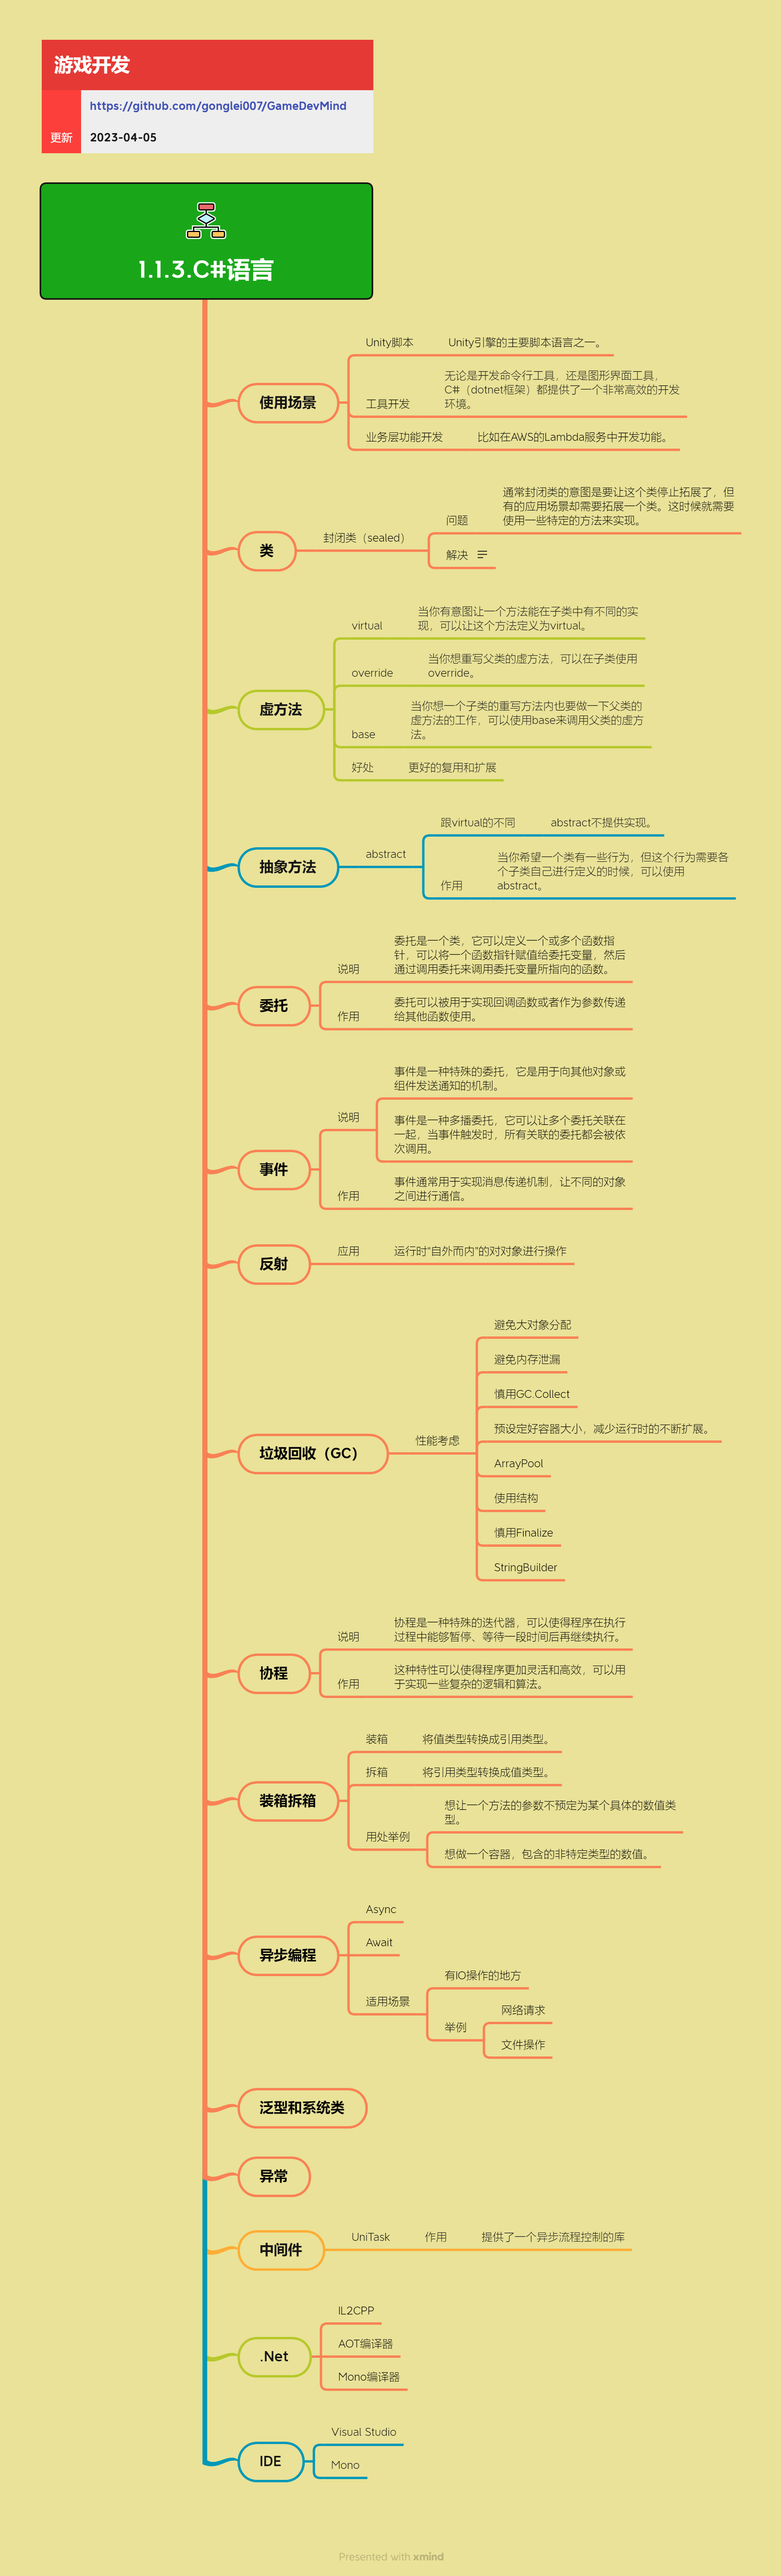 游戏开发
https://github.com/gonglei007/GameDevMind
更新
2023-04-05
1.1.3.C#语言
使用场景
Unity脚本
Unity引擎的主要脚本语言之一。
工具开发
无论是开发命令行工具，还是图形界面工具，
C#（dotnet框架）都提供了一个非常高效的开发
环境。
业务层功能开发
比如在AWS的Lambda服务中开发功能。
类
封闭类（sealed）
问题
通常封闭类的意图是要让这个类停止拓展了，但
有的应用场景却需要拓展一个类。这时候就需要
使用一些特定的方法来实现。
解决
虚方法
virtual
当你有意图让一个方法能在子类中有不同的实
现，可以让这个方法定义为virtual。
override
当你想重写父类的虚方法，可以在子类使用
override。
base
当你想一个子类的重写方法内也要做一下父类的
虚方法的工作，可以使用base来调用父类的虚方
法。
好处
更好的复用和扩展
抽象方法
abstract
跟virtual的不同
abstract不提供实现。
作用
当你希望一个类有一些行为，但这个行为需要各
个子类自己进行定义的时候，可以使用
abstract。
委托
说明
委托是一个类，它可以定义一个或多个函数指
针，可以将一个函数指针赋值给委托变量，然后
通过调用委托来调用委托变量所指向的函数。
作用
委托可以被用于实现回调函数或者作为参数传递
给其他函数使用。
事件
说明
事件是一种特殊的委托，它是用于向其他对象或
组件发送通知的机制。
事件是一种多播委托，它可以让多个委托关联在
一起，当事件触发时，所有关联的委托都会被依
次调用。
作用
事件通常用于实现消息传递机制，让不同的对象
之间进行通信。
反射
应用
运行时“自外而内”的对对象进行操作
垃圾回收（GC）
性能考虑
避免大对象分配
避免内存泄漏
慎用GC.Collect
预设定好容器大小，减少运行时的不断扩展。
ArrayPool
使用结构
慎用Finalize
StringBuilder
协程
说明
协程是一种特殊的迭代器，可以使得程序在执行
过程中能够暂停、等待一段时间后再继续执行。
作用
这种特性可以使得程序更加灵活和高效，可以用
于实现一些复杂的逻辑和算法。
装箱拆箱
装箱
将值类型转换成引用类型。
拆箱
将引用类型转换成值类型。
用处举例
想让一个方法的参数不预定为某个具体的数值类
型。
想做一个容器，包含的非特定类型的数值。
异步编程
Async
Await
适用场景
有IO操作的地方
举例
网络请求
文件操作
泛型和系统类
异常
中间件
UniTask
作用
提供了一个异步流程控制的库
.Net
IL2CPP
AOT编译器
Mono编译器
IDE
Visual Studio
Mono
Presented with xmind